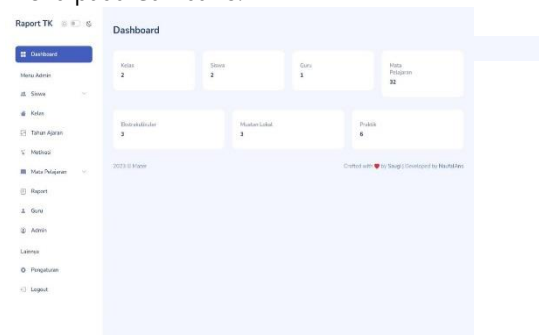 Raport TK
Dashboard
Menu Admin
Siswa
Kelas
Tahun Ajaran
Motivasi
Mata Pelajaran
Raport
Guru
Admin
Lainnya
Pengaturan
Logout
Dashboard
Kelas
2
Siswa
2
Guru
1
Mata
Pelajaran
32
Ekstrakulikuler
3
Muatan Lokal
3
Praktik
6
2023 ©
Crafted with ❤ by Saugi | Developed by